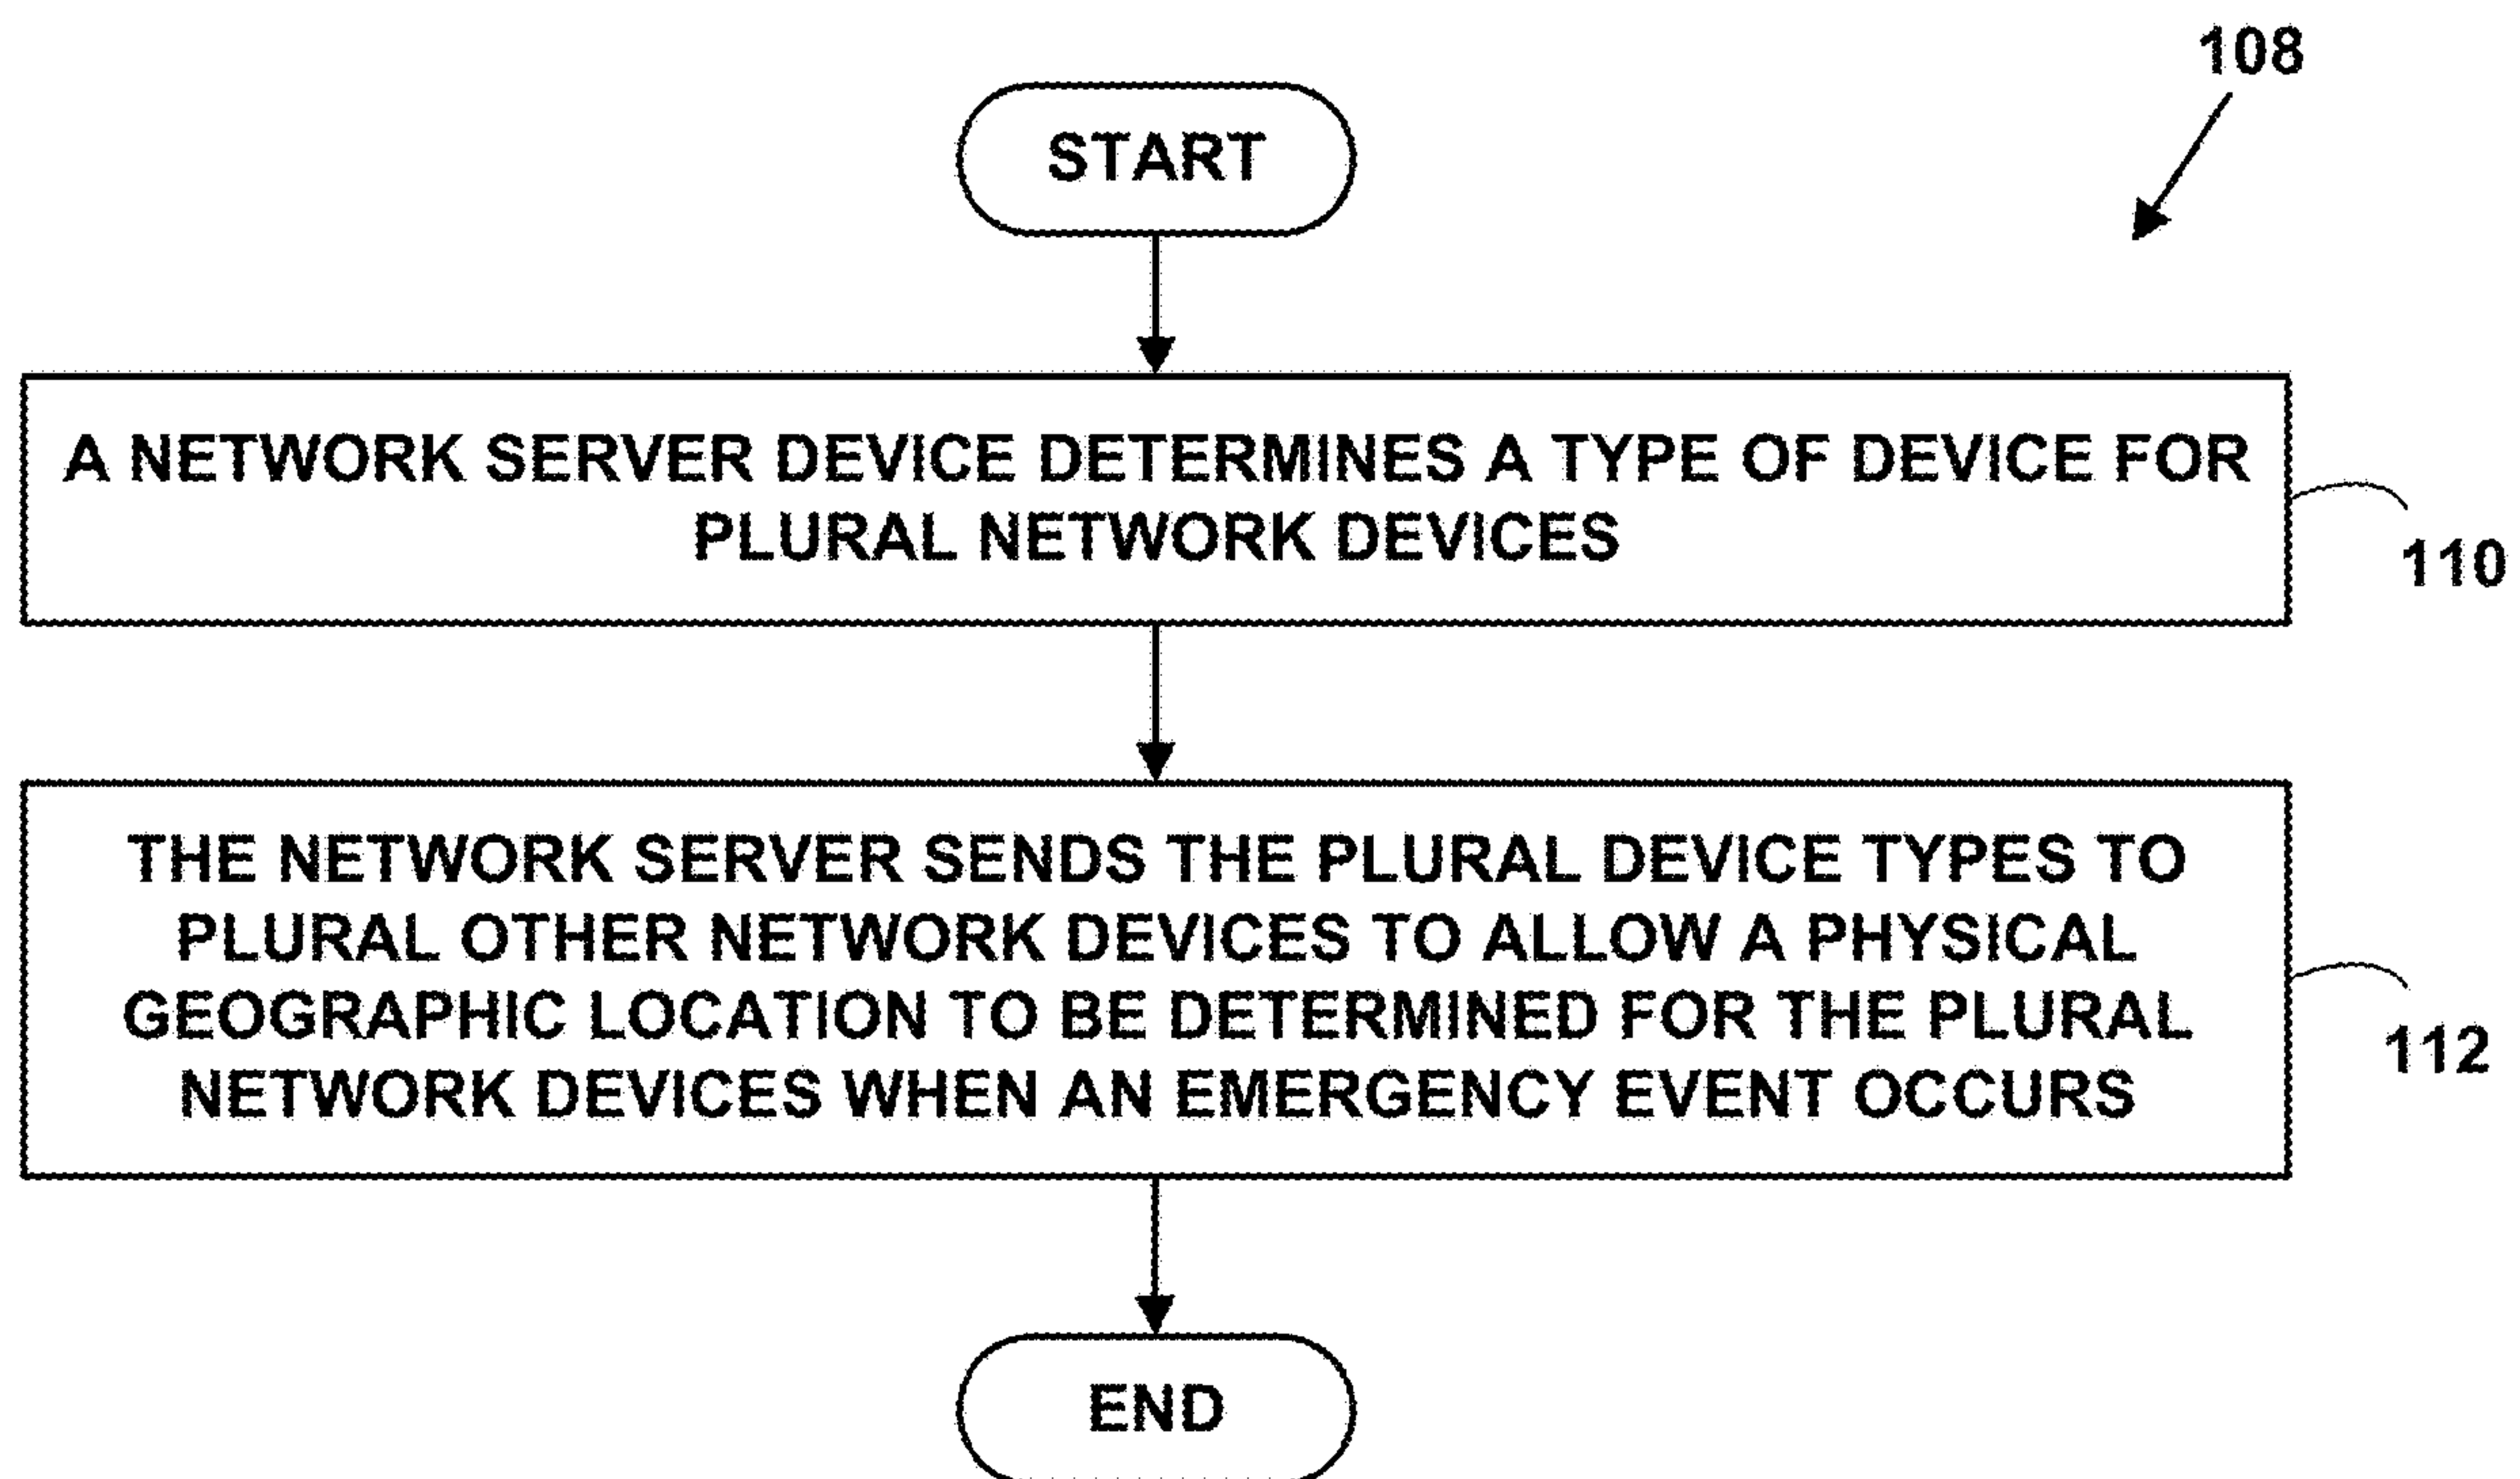 108
START
A NETWORK SERVER DEVICE DETERMINES A TYPE OF DEVICE FOR
PLURAL NETWORK DEVICES
110
THE NETWORK SERVER SENDS THE PLURAL DEVICE TYPES TO
PLURAL OTHER NETWORK DEVICES TO ALLOW A PHYSICAL
GEOGRAPHIC LOCATION TO BE DETERMINED FOR THE PLURAL
NETWORK DEVICES WHEN AN EMERGENCY EVENT OCCURS
112
END